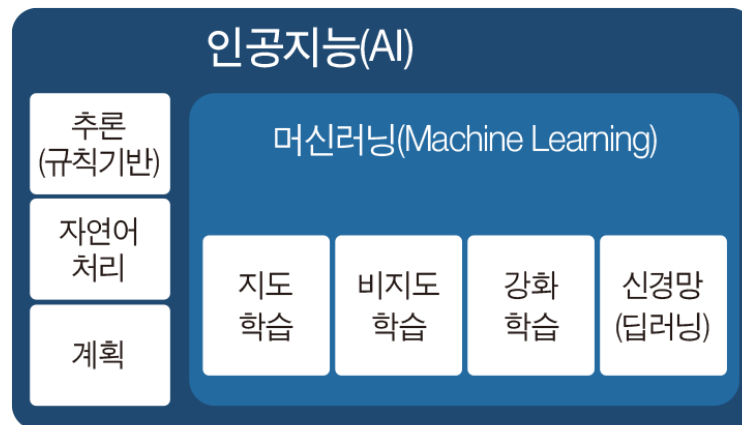 인공지능(AI)
추론
(규칙기반)
자연어
처리
계획
머신러닝(Machine Learning)
지도
학습
비지도
학습
강화
학습
신경망
(딥러닝)